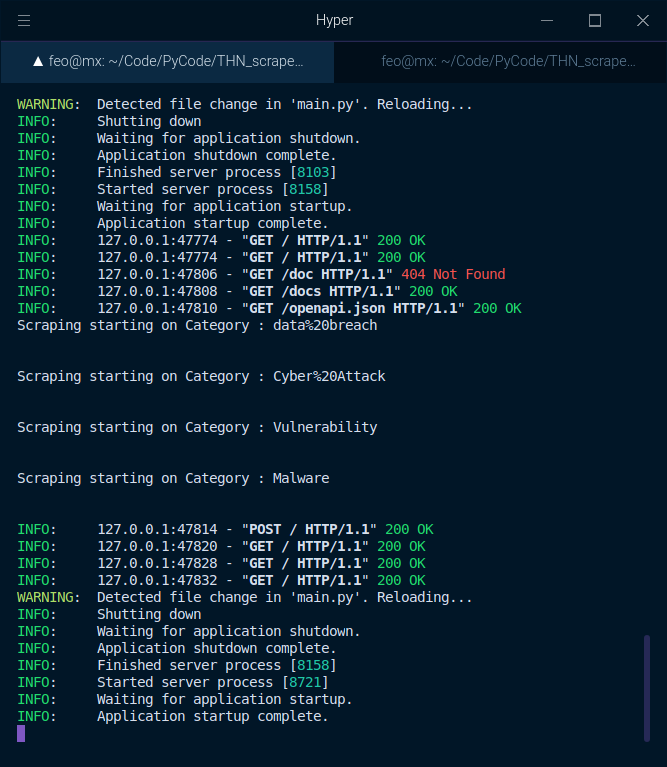 Hyper
▲ feo@mx: ~/Code/PyCode/THN_scrape…
feo@mx: ~/Code/PyCode/THN_scrape…
WARNING:  Detected file change in 'main.py'. Reloading...
INFO:     Shutting down
INFO:     Waiting for application shutdown.
INFO:     Application shutdown complete.
INFO:     Finished server process [8103]
INFO:     Started server process [8158]
INFO:     Waiting for application startup.
INFO:     Application startup complete.
INFO:     127.0.0.1:47774 - "GET / HTTP/1.1" 200 OK
INFO:     127.0.0.1:47774 - "GET / HTTP/1.1" 200 OK
INFO:     127.0.0.1:47806 - "GET /doc HTTP/1.1" 404 Not Found
INFO:     127.0.0.1:47808 - "GET /docs HTTP/1.1" 200 OK
INFO:     127.0.0.1:47810 - "GET /openapi.json HTTP/1.1" 200 OK
Scraping starting on Category : data%20breach
Scraping starting on Category : Cyber%20Attack
Scraping starting on Category : Vulnerability
Scraping starting on Category : Malware
INFO:     127.0.0.1:47814 - "POST / HTTP/1.1" 200 OK
INFO:     127.0.0.1:47820 - "GET / HTTP/1.1" 200 OK
INFO:     127.0.0.1:47828 - "GET / HTTP/1.1" 200 OK
INFO:     127.0.0.1:47832 - "GET / HTTP/1.1" 200 OK
WARNING:  Detected file change in 'main.py'. Reloading...
INFO:     Shutting down
INFO:     Waiting for application shutdown.
INFO:     Application shutdown complete.
INFO:     Finished server process [8158]
INFO:     Started server process [8721]
INFO:     Waiting for application startup.
INFO:     Application startup complete.